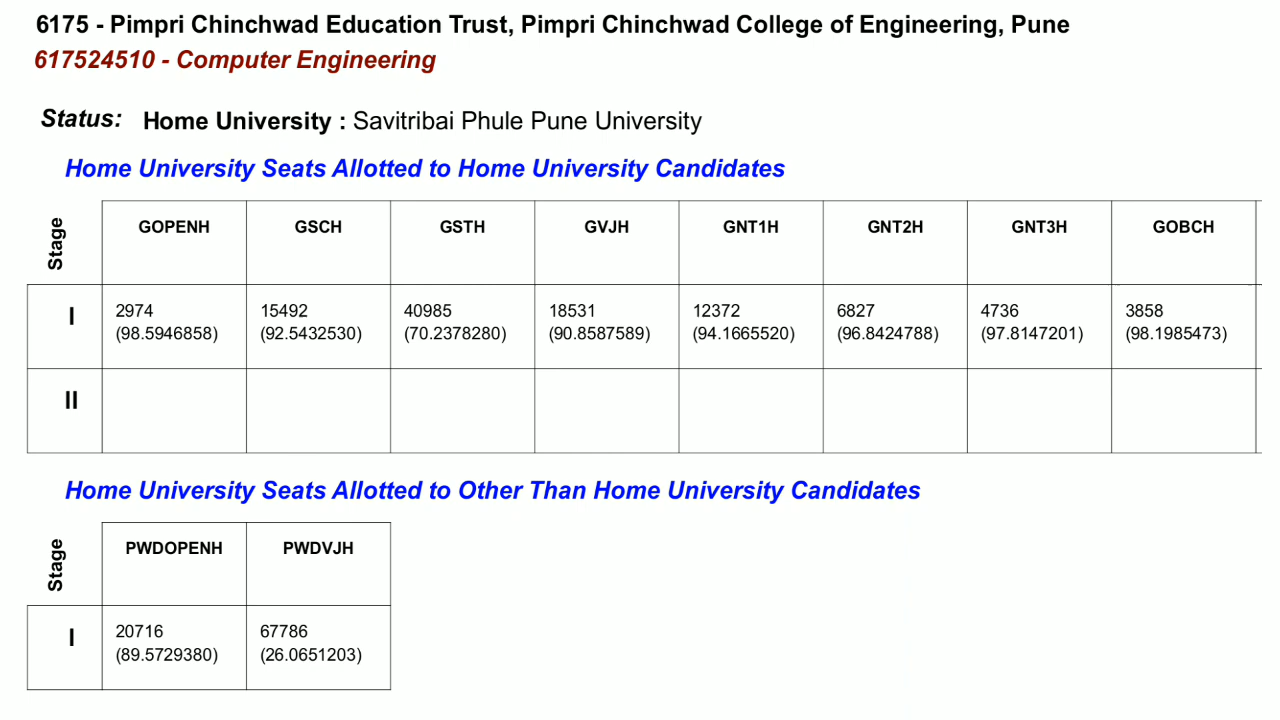 6175 - Pimpri Chinchwad Education Trust, Pimpri Chinchwad College of Engineering, Pune
617524510 - Computer Engineering
Status: Home University : Savitribai Phule Pune University
Home University Seats Allotted to Home University Candidates
Stage GOPENH GSCH GSTH GVJH GNT1H GNT2H GNT3H GOBCH
I 2974 15492 40985 18531 12372 6827 4736 3858
(98.5946858) (92.5432530) (70.2378280) (90.8587589) (94.1665520) (96.8424788) (97.8147201) (98.1985473)
II
Home University Seats Allotted to Other Than Home University Candidates
Stage PWDOPENH PWDVJH
I 20716 67786
(89.5729380) (26.0651203)